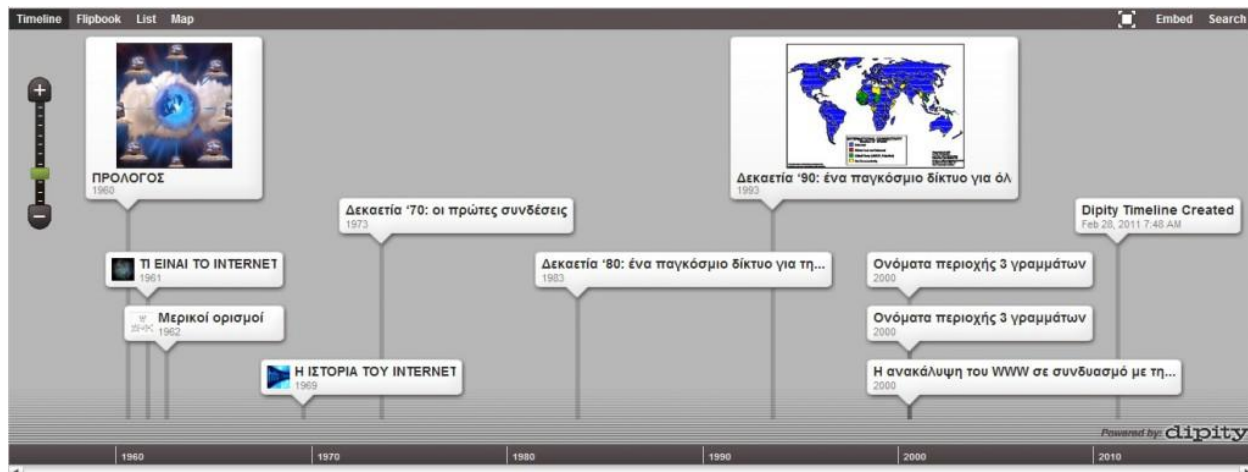 Timeline Flipbook List Map Embed Search
ΠΡΟΛΟΓΟΣ
1960
Δεκαετία '90: ένα παγκόσμιο δίκτυο για όλ
1993
Δεκαετία '70: οι πρώτες συνδέσεις
1973
Dipity Timeline Created
Feb 28, 2011 7:48 AM
ΤΙ ΕΙΝΑΙ ΤΟ INTERNET
1961
Δεκαετία '80: ένα παγκόσμιο δίκτυο για τη...
1983
Ονόματα περιοχής 3 γραμμάτων
2000
Μερικοί ορισμοί
1962
Ονόματα περιοχής 3 γραμμάτων
2000
Η ΙΣΤΟΡΙΑ ΤΟΥ INTERNET
1969
Η ανακάλυψη του WWW σε συνδυασμό με τη...
2000
Powered by: dipity
1960 1970 1980 1990 2000 2010